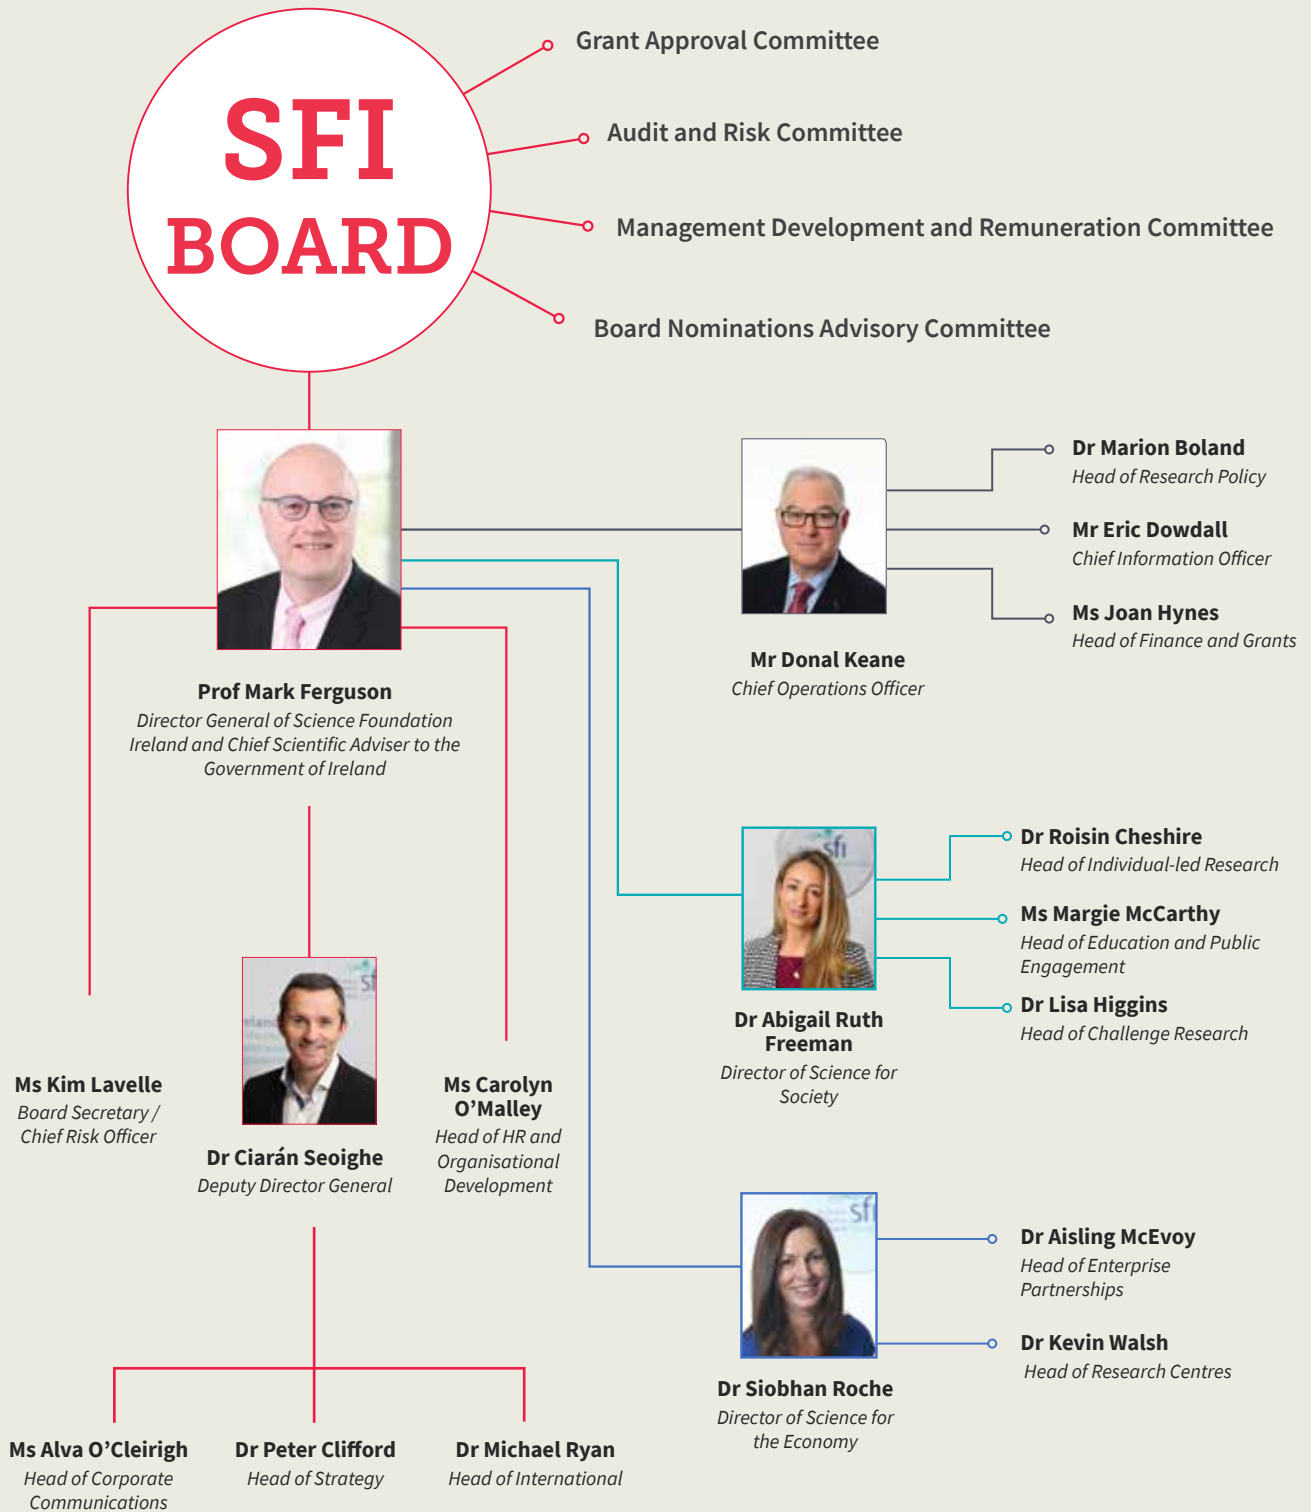 SFI
BOARD
Grant Approval Committee
Audit and Risk Committee
Management Development and Remuneration Committee
Board Nominations Advisory Committee
Prof Mark Ferguson
Director General of Science Foundation
Ireland and Chief Scientific Adviser to the
Government of Ireland
Mr Donal Keane
Chief Operations Officer
Dr Marion Boland
Head of Research Policy
Mr Eric Dowdall
Chief Information Officer
Ms Joan Hynes
Head of Finance and Grants
sfi
Dr Abigail Ruth
Freeman
Director of Science for
Society
Dr Roisin Cheshire
Head of Individual-led Research
Ms Margie McCarthy
Head of Education and Public
Engagement
Dr Lisa Higgins
Head of Challenge Research
Ms Kim Lavelle
Board Secretary /
Chief Risk Officer
Dr Ciarán Seoighe
Deputy Director General
Ms Carolyn
O’Malley
Head of HR and
Organisational
Development
sfi
Dr Siobhan Roche
Director of Science for
the Economy
Dr Aisling McEvoy
Head of Enterprise
Partnerships
Dr Kevin Walsh
Head of Research Centres
Ms Alva O’Cleirigh
Head of Corporate
Communications
Dr Peter Clifford
Head of Strategy
Dr Michael Ryan
Head of International